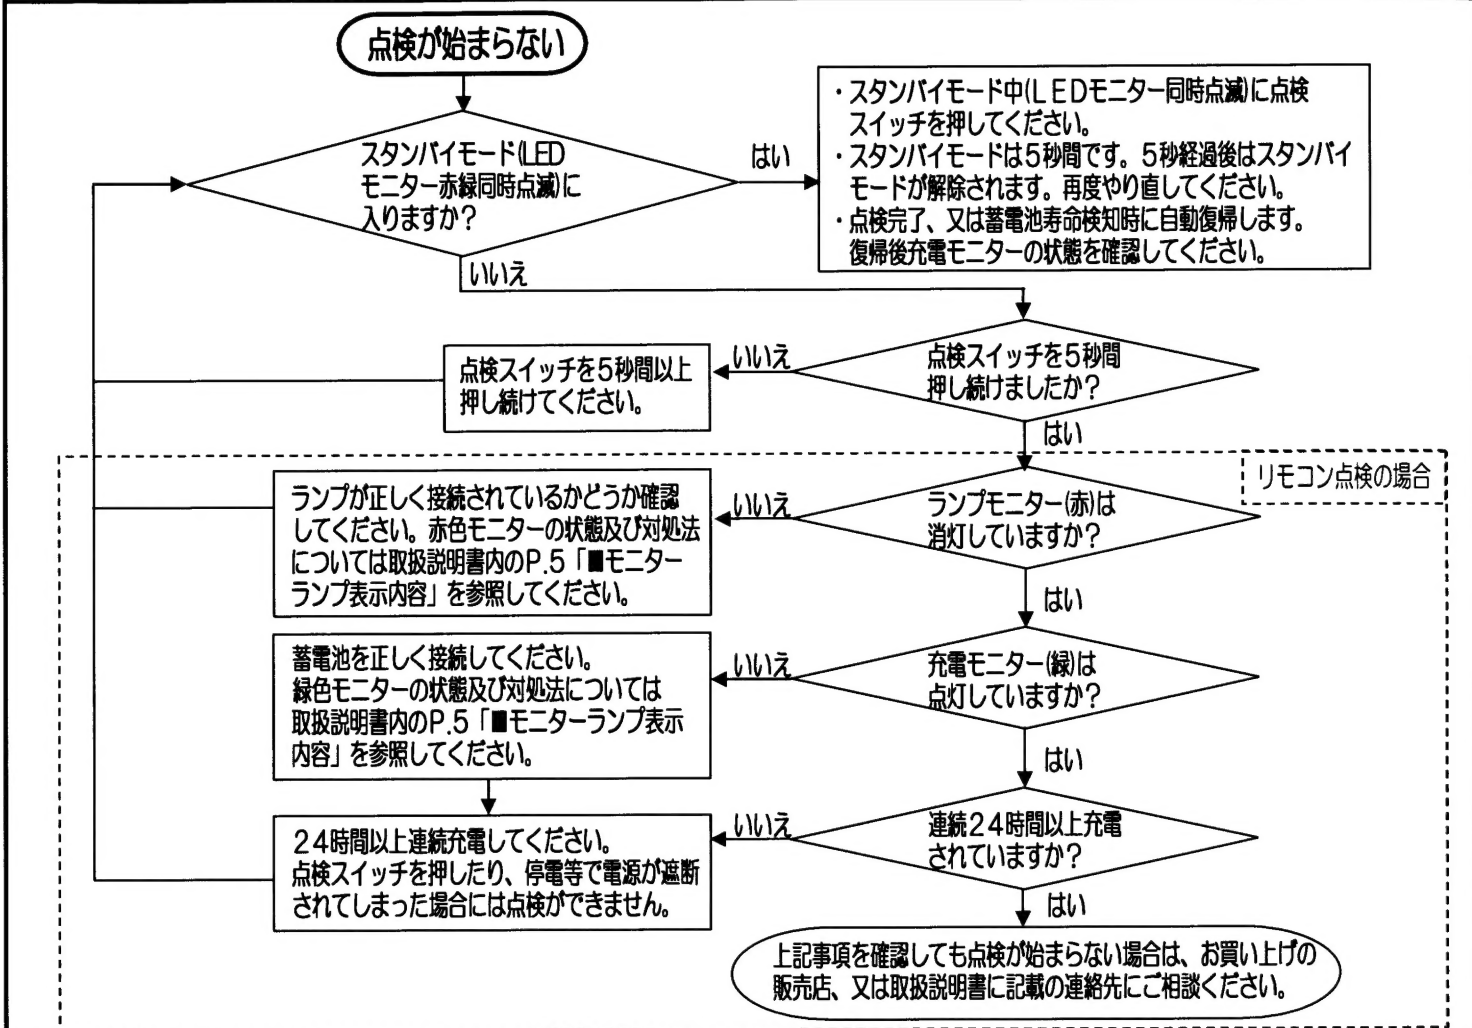 点検が始まらない
スタンバイモード(LED
モニター赤緑同時点滅)に
入りますか？
はい
・スタンバイモード中(ＬＥＤモニター同時点滅)に点検
スイッチを押してください。
・スタンバイモードは５秒間です。５秒経過後はスタンバイ
モードが解除されます。再度やり直してください。
・点検完了、又は蓄電池寿命検知時に自動復帰します。
復帰後充電モニターの状態を確認してください。
いいえ
点検スイッチを５秒間
押し続けましたか？
いいえ
点検スイッチを５秒間以上
押し続けてください。
はい
リモコン点検の場合
ランプモニター(赤)は
消灯していますか？
いいえ
ランプが正しく接続されているかどうか確認
してください。赤色モニターの状態及び対処法
については取扱説明書内のＰ.５「■モニター
ランプ表示内容」を参照してください。
はい
充電モニター(緑)は
点灯していますか？
いいえ
蓄電池を正しく接続してください。
緑色モニターの状態及び対処法については
取扱説明書内のＰ.５「■モニターランプ表示
内容」を参照してください。
はい
連続２４時間以上充電
されていますか？
いいえ
２４時間以上連続充電してください。
点検スイッチを押したり、停電等で電源が遮断
されてしまった場合には点検ができません。
はい
上記事項を確認しても点検が始まらない場合は、お買い上げの
販売店、又は取扱説明書に記載の連絡先にご相談ください。